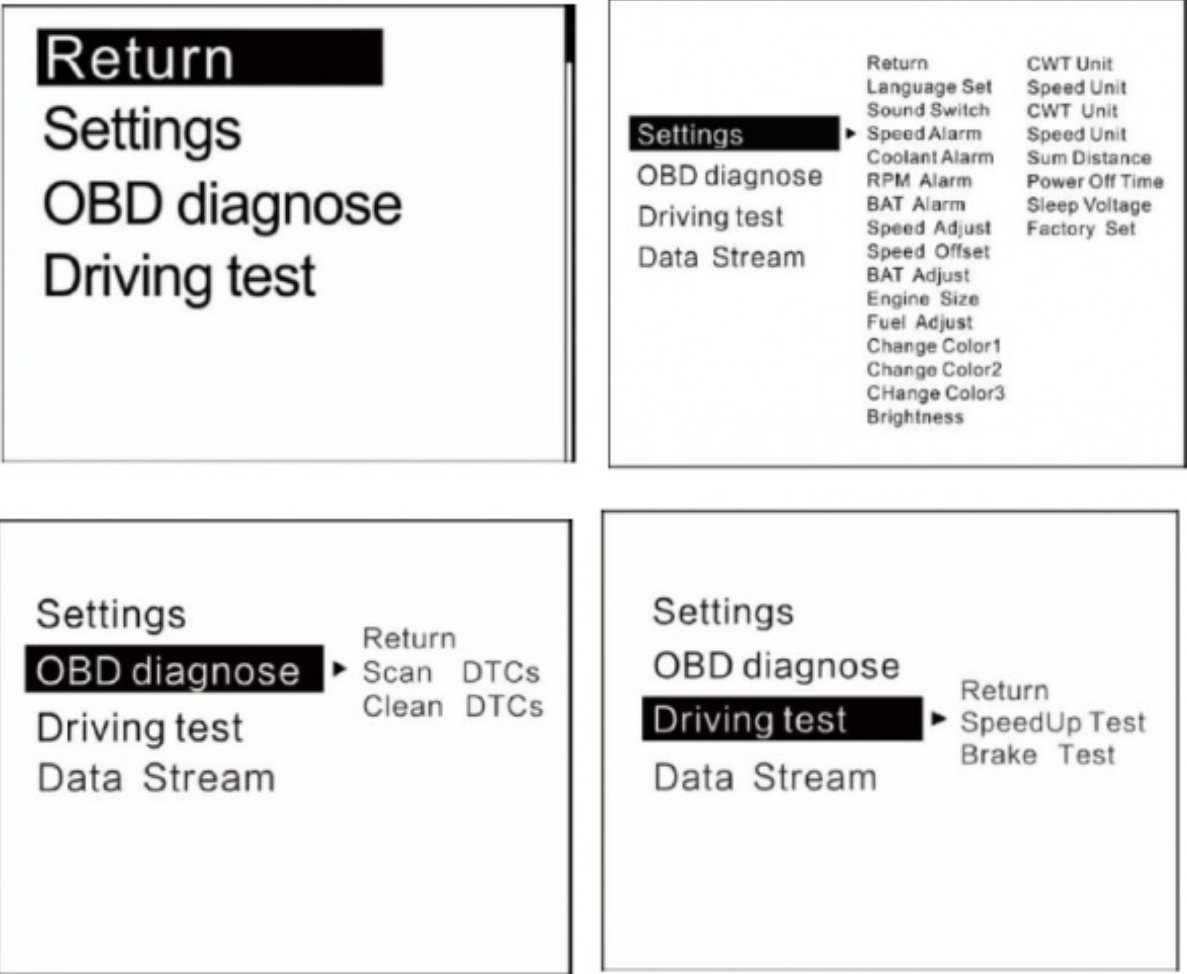 Return
Settings
OBD diagnose
Driving test
Settings
OBD diagnose
Driving test
Data Stream
Return
Language Set
Sound Switch
Speed Alarm
Coolant Alarm
RPM Alarm
BAT Alarm
Speed Adjust
Speed Offset
BAT Adjust
Engine Size
Fuel Adjust
Change Color1
Change Color2
CHange Color3
Brightness
CWT Unit
Speed Unit
CWT Unit
Speed Unit
Sum Distance
Power Off Time
Sleep Voltage
Factory Set
Settings
OBD diagnose
Driving test
Data Stream
Return
Scan DTCs
Clean DTCs
Settings
OBD diagnose
Driving test
Data Stream
Return
SpeedUp Test
Brake Test